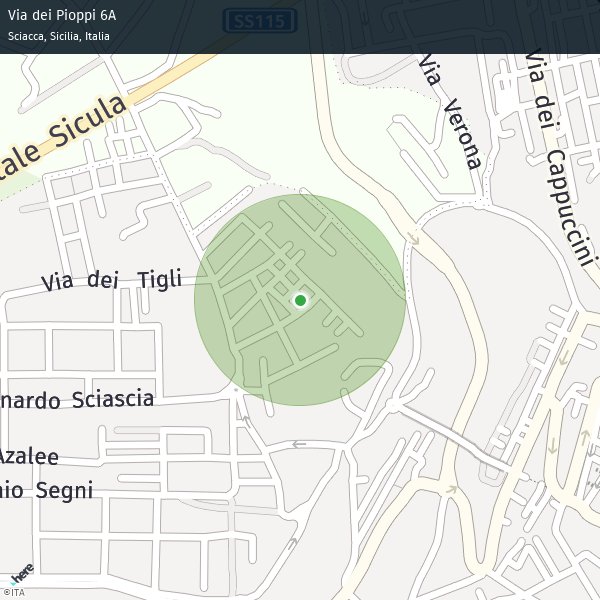 Via dei Pioppi 6A
SS115
Sciacca, Sicilia, Italia
Via Verona
Via dei Cappuccini
tale Sicula
Via dei Tigli
nardo Sciascia
Azalee
nio Segni
here
©ITA